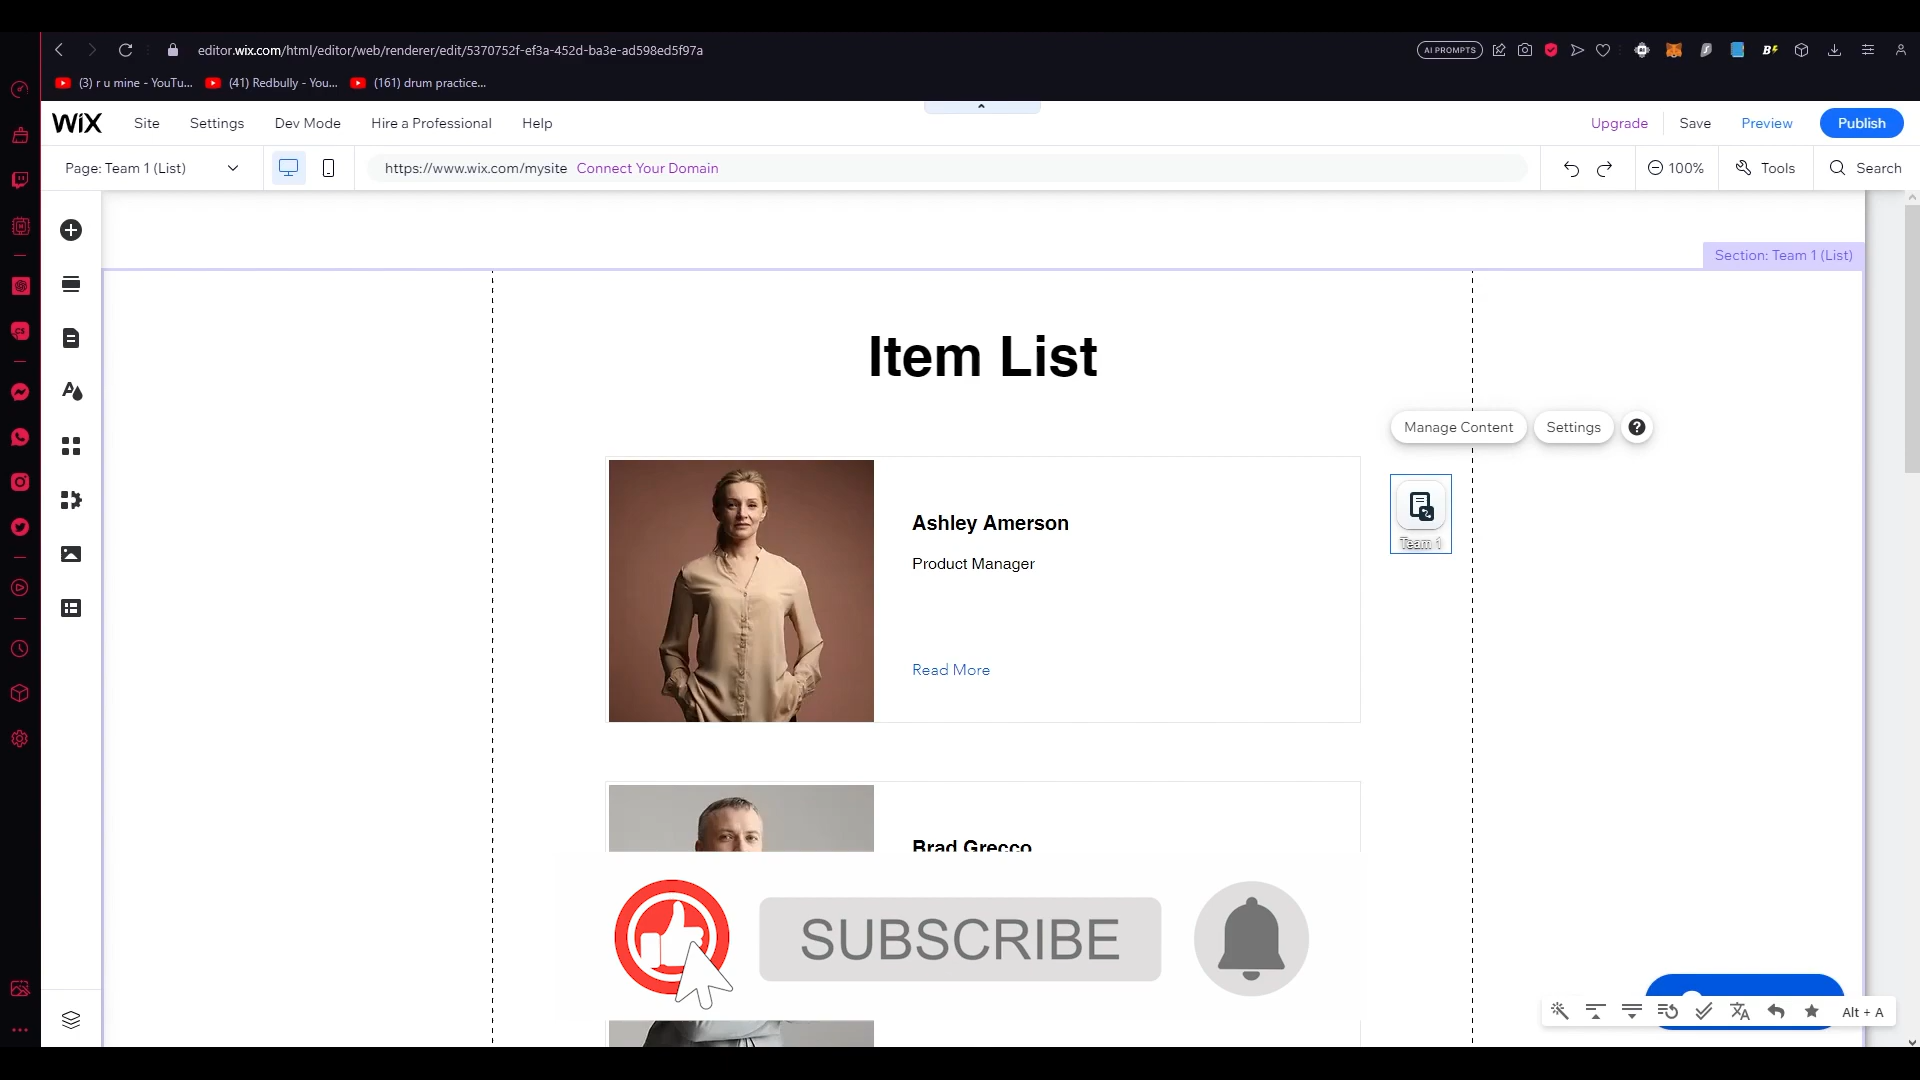 editor.wix.com/html/editor/web/renderer/edit/5370752f-ef3a-452d-ba3e-ad598ed5f97a
AI PROMPTS
(3) r u mine - YouTu...
(41) Redbully - You...
(161) drum practice...
WiX
Site
Settings
Dev Mode
Hire a Professional
Help
Upgrade
Save
Preview
Publish
Page: Team 1 (List)
https://www.wix.com/mysite
Connect Your Domain
100%
Tools
Search
Section: Team 1 (List)
Item List
Manage Content
Settings
?
Ashley Amerson
Team 1
Product Manager
Read More
Brad Grecco
SUBSCRIBE
Alt + A